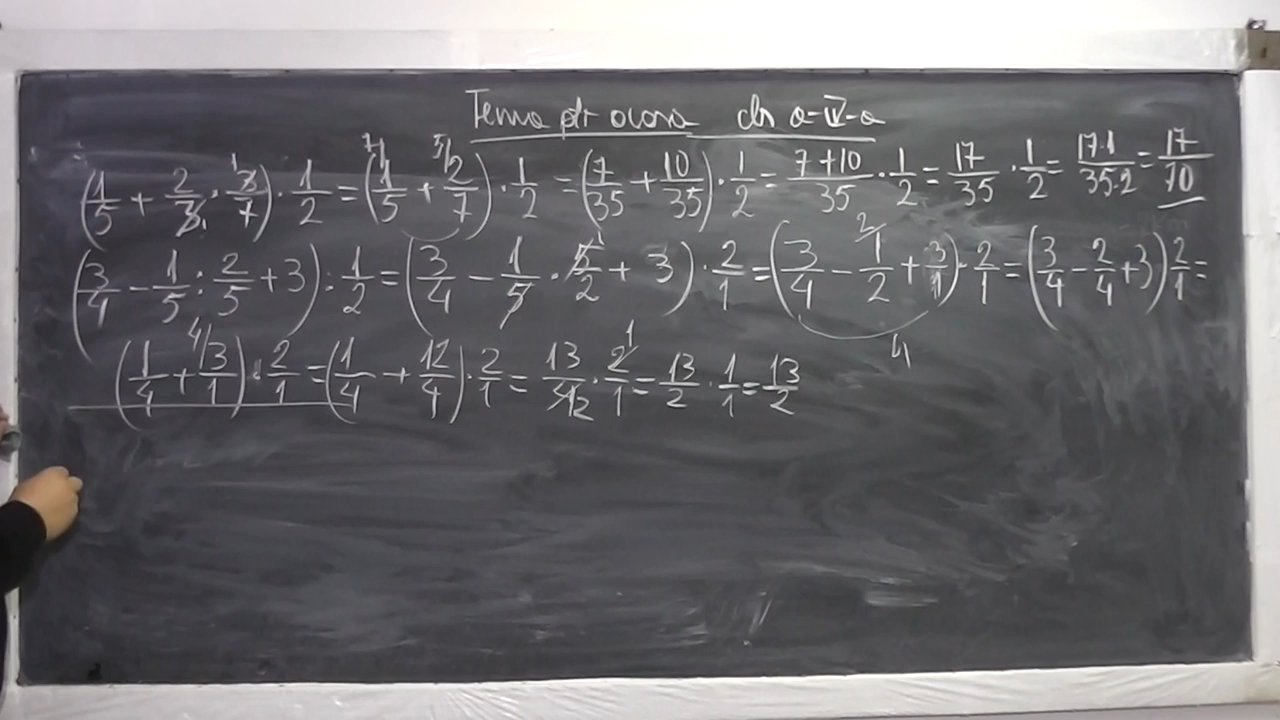 Tema pt acasă cls a-IV-a
(1/5 + 2/3 · 3/7) · 1/2 = (1/5 + 2/7) · 1/2 = (7/35 + 10/35) · 1/2 = 7+10/35 · 1/2 = 17/35 · 1/2 = 17·1/35·2 = 17/70
(3/4 - 1/5 : 2/5 + 3) : 1/2 = (3/4 - 1/5 · 5/2 + 3) · 2/1 = (3/4 - 1/2 + 3/1) · 2/1 = (3/4 - 2/4 + 3) 2/1 =
(1/4 + 3/1) · 2/1 = (1/4 + 12/4) · 2/1 = 13/4 · 2/1 = 13/2 · 1/1 = 13/2